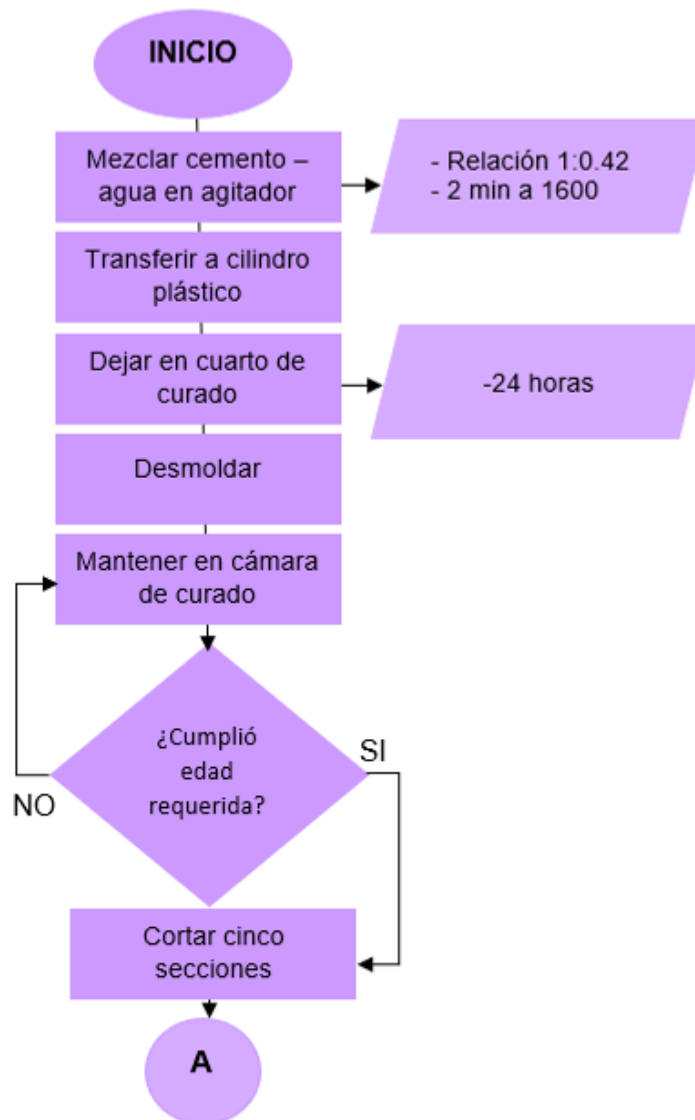 INICIO
Mezclar cemento –
agua en agitador
- Relación 1:0.42
- 2 min a 1600
Transferir a cilindro
plástico
Dejar en cuarto de
curado
-24 horas
Desmoldar
Mantener en cámara
de curado
¿Cumplió
edad
requerida?
SI
NO
Cortar cinco
secciones
A